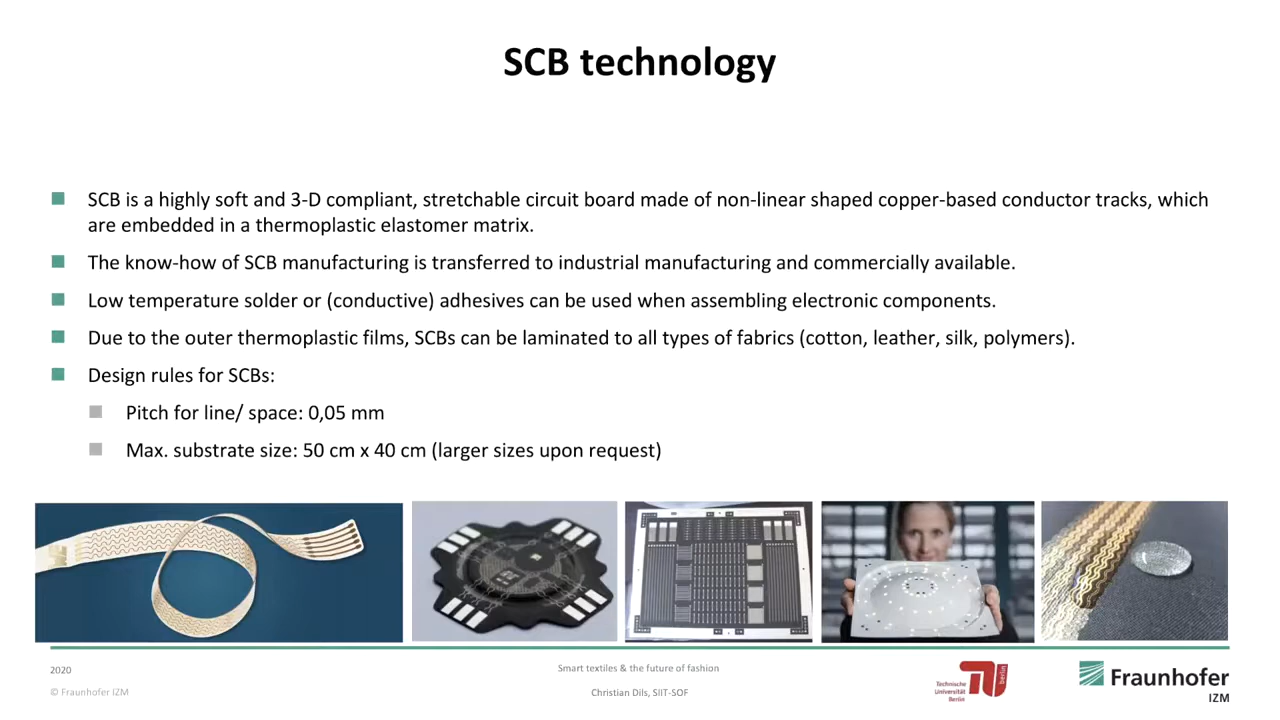 SCB technology
SCB is a highly soft and 3-D compliant, stretchable circuit board made of non-linear shaped copper-based conductor tracks, which
are embedded in a thermoplastic elastomer matrix.
The know-how of SCB manufacturing is transferred to industrial manufacturing and commercially available.
Low temperature solder or (conductive) adhesives can be used when assembling electronic components.
Due to the outer thermoplastic films, SCBs can be laminated to all types of fabrics (cotton, leather, silk, polymers).
Design rules for SCBs:
Pitch for line/ space: 0,05 mm
Max. substrate size: 50 cm x 40 cm (larger sizes upon request)
2020
Smart textiles & the future of fashion
© Fraunhofer IZM
Christian Dils, SIIT-SOF
Technische
Universität
Berlin
berlin
Fraunhofer
IZM